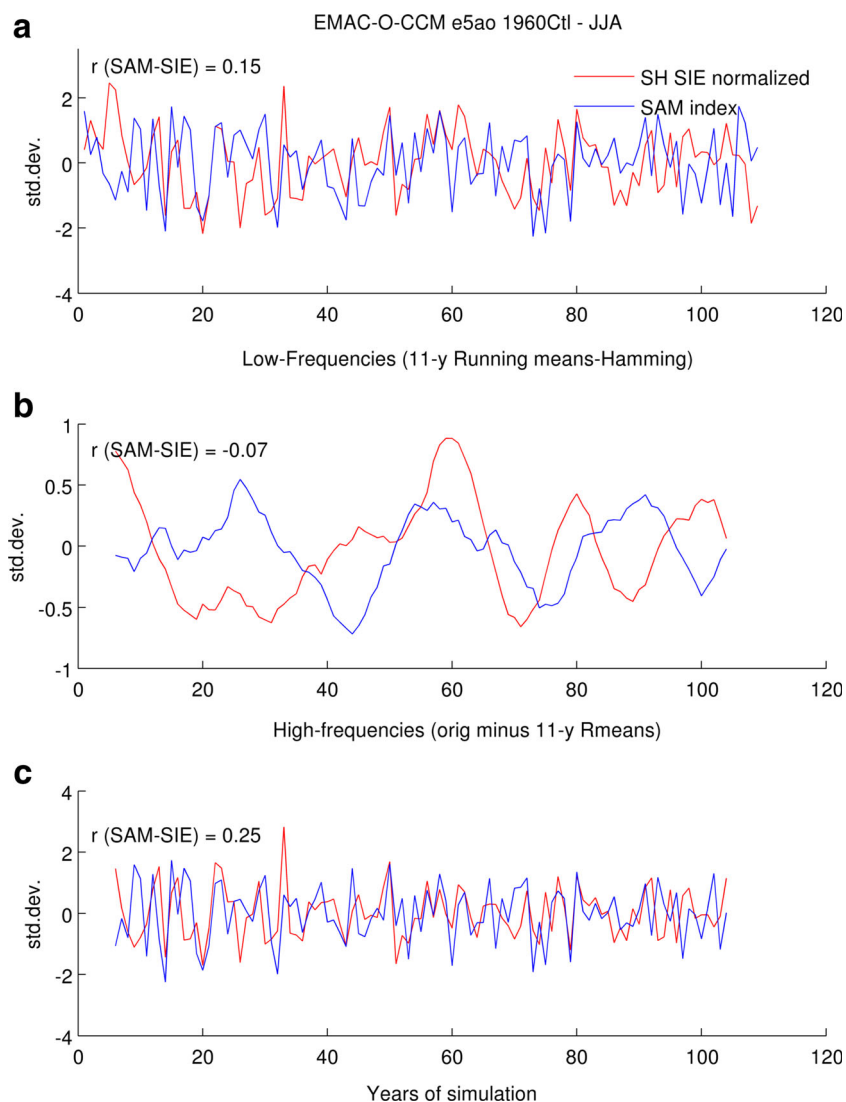 a
EMAC-O-CCM e5ao 1960Ctl - JJA
r (SAM-SIE) = 0.15
SH SIE normalized
SAM index
std.dev.
2
0
-2
-4
0 20 40 60 80 100 120
Low-Frequencies (11-y Running means-Hamming)
b
r (SAM-SIE) = -0.07
std.dev.
1
0.5
0
-0.5
-1
0 20 40 60 80 100 120
High-frequencies (orig minus 11-y Rmeans)
c
r (SAM-SIE) = 0.25
std.dev.
4
2
0
-2
-4
0 20 40 60 80 100 120
Years of simulation